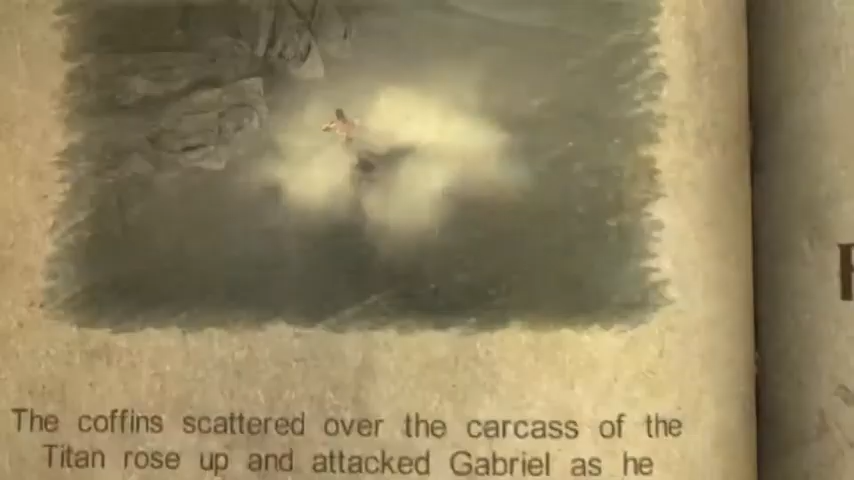 The coffins scattered over the carcass of the
Titan rose up and attacked Gabriel as he